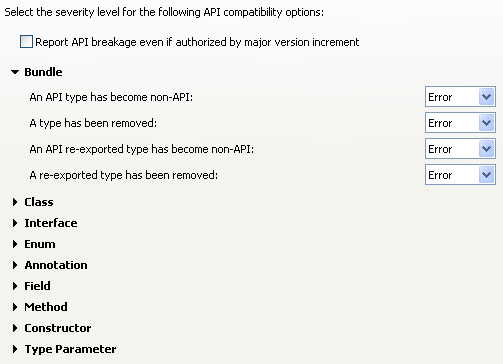 Select the severity level for the following API compatibility options:
Report API breakage even if authorized by major version increment
Bundle
An API type has become non-API: Error
A type has been removed: Error
An API re-exported type has become non-API: Error
A re-exported type has been removed: Error
Class
Interface
Enum
Annotation
Field
Method
Constructor
Type Parameter